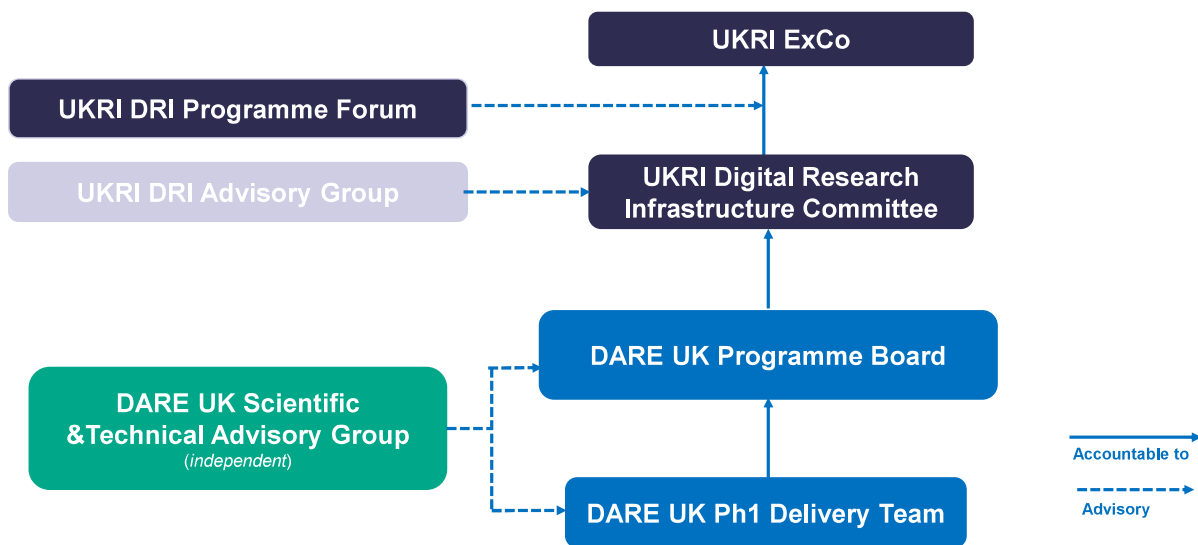 UKRI ExCo
UKRI DRI Programme Forum
UKRI DRI Advisory Group
UKRI Digital Research
Infrastructure Committee
DARE UK Programme Board
DARE UK Scientific
&Technical Advisory Group
(independent)
DARE UK Ph1 Delivery Team
Accountable to
Advisory